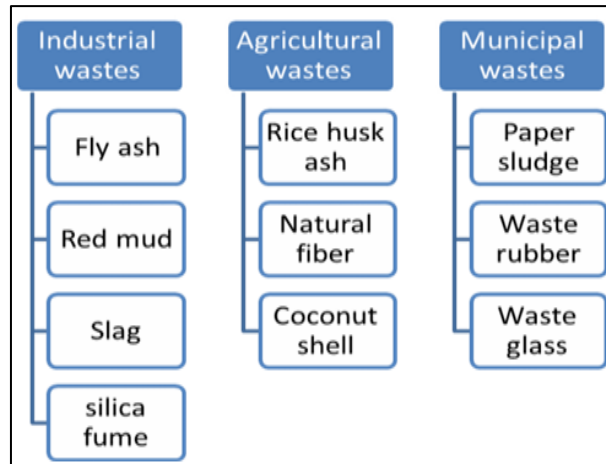 Industrial
wastes
Fly ash
Red mud
Slag
silica
fume
Agricultural
wastes
Rice husk
ash
Natural
fiber
Coconut
shell
Municipal
wastes
Paper
sludge
Waste
rubber
Waste
glass